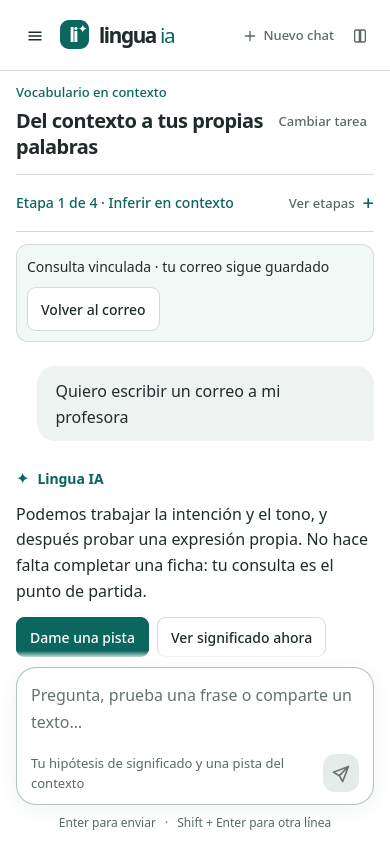 lingua ia
Nuevo chat
Vocabulario en contexto
Del contexto a tus propias
palabras
Cambiar tarea
Etapa 1 de 4 · Inferir en contexto
Ver etapas +
Consulta vinculada · tu correo sigue guardado
Volver al correo
Quiero escribir un correo a mi
profesora
Lingua IA
Podemos trabajar la intención y el tono, y
después probar una expresión propia. No hace
falta completar una ficha: tu consulta es el
punto de partida.
Dame una pista
Ver significado ahora
Pregunta, prueba una frase o comparte un
texto...
Tu hipótesis de significado y una pista del
contexto
Enter para enviar · Shift + Enter para otra línea